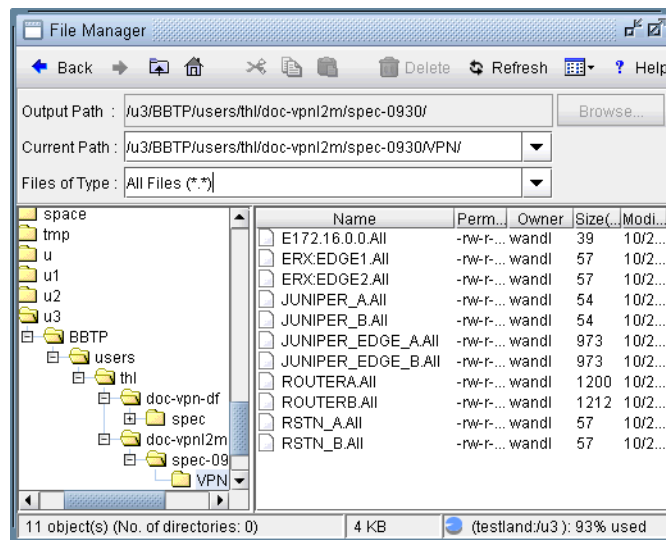 File Manager
Back Delete Refresh ? Help
Output Path : /u3/BBTP/users/thl/doc-vpnl2m/spec-0930/ Browse...
Current Path : /u3/BBTP/users/thl/doc-vpnl2m/spec-0930/VPN/
Files of Type : All Files (*.*)
space
tmp
u
u1
u2
u3
BBTP
users
thl
doc-vpn-df
spec
doc-vpnl2m
spec-09
VPN
Name Perm... Owner Size(... Modi...
E172.16.0.0.All -rw-r-... wandl 39 10/2...
ERX:EDGE1.All -rw-r-... wandl 57 10/2...
ERX:EDGE2.All -rw-r-... wandl 57 10/2...
JUNIPER_A.All -rw-r-... wandl 54 10/2...
JUNIPER_B.All -rw-r-... wandl 54 10/2...
JUNIPER_EDGE_A.All -rw-r-... wandl 973 10/2...
JUNIPER_EDGE_B.All -rw-r-... wandl 973 10/2...
ROUTERA.All -rw-r-... wandl 1200 10/2...
ROUTERB.All -rw-r-... wandl 1212 10/2...
RSTN_A.All -rw-r-... wandl 57 10/2...
RSTN_B.All -rw-r-... wandl 57 10/2...
11 object(s) (No. of directories: 0) 4 KB (testland:/u3 ): 93% used